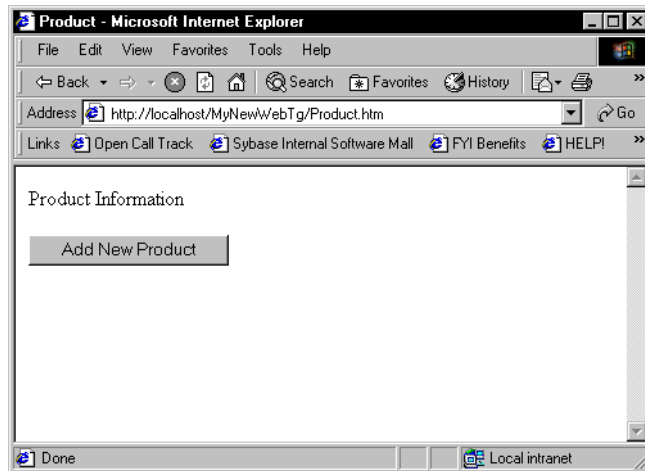 Product - Microsoft Internet Explorer
File Edit View Favorites Tools Help
Back Search Favorites History »
Address http://localhost/MyNewWebTg/Product.htm Go
Links Open Call Track Sybase Internal Software Mall FYI Benefits HELP! »
Product Information
Add New Product
Done Local intranet